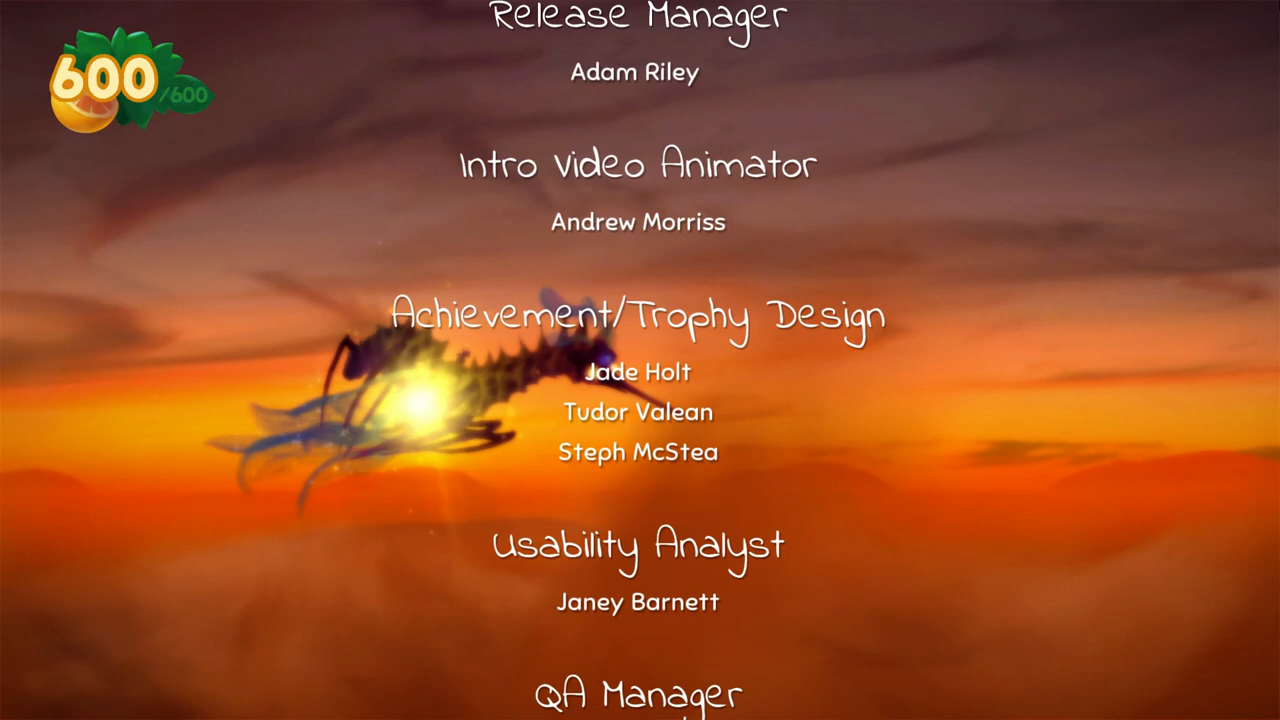 Release Manager
Adam Riley
600/600
Intro Video Animator
Andrew Morriss
Achievement/Trophy Design
Jade Holt
Tudor Valean
Steph McStea
Usability Analyst
Janey Barnett
QA Manager